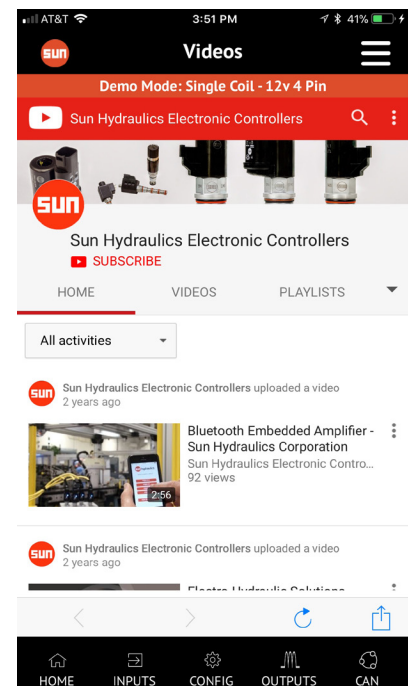 AT&T 3:51 PM 41%
sun Videos
Demo Mode: Single Coil - 12v 4 Pin
Sun Hydraulics Electronic Controllers
sun
Sun Hydraulics Electronic Controllers
SUBSCRIBE
HOME VIDEOS PLAYLISTS
All activities
sun
Sun Hydraulics Electronic Controllers uploaded a video
2 years ago
Bluetooth Embedded Amplifier -
Sun Hydraulics Corporation
Sun Hydraulics Electronic Contro...
92 views
2:56
sun
Sun Hydraulics Electronic Controllers uploaded a video
2 years ago
Electro Hydraulic Solutions
HOME INPUTS CONFIG OUTPUTS CAN